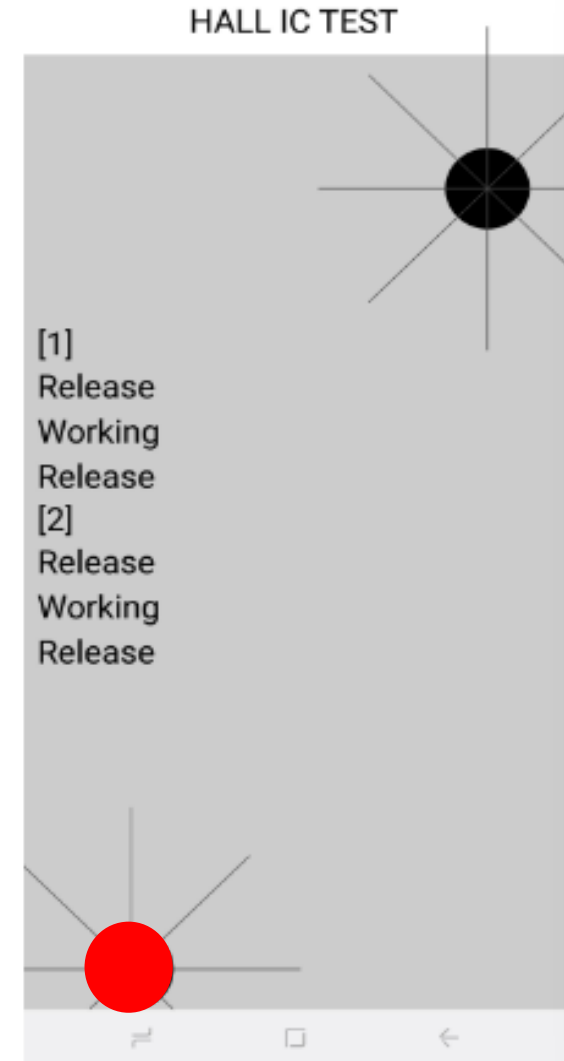 HALL IC TEST
[1]
Release
Working
Release
[2]
Release
Working
Release